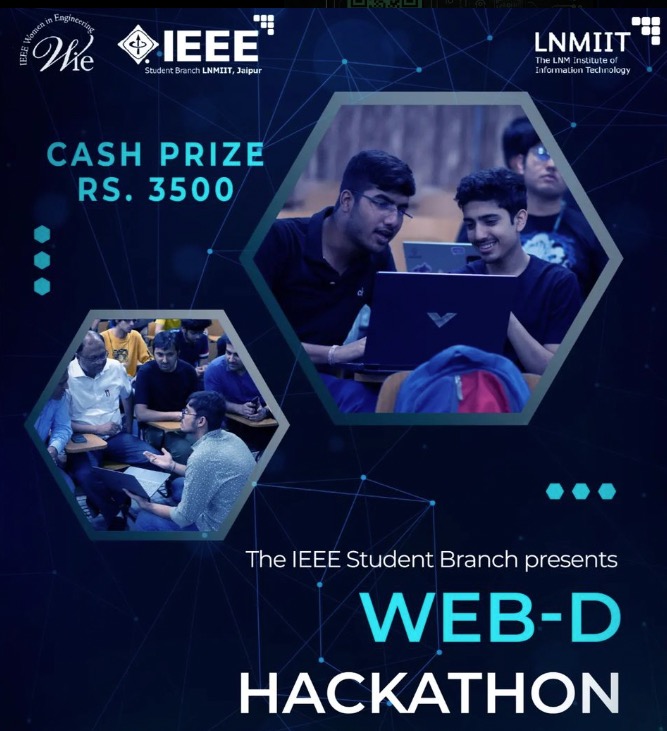 IEEE Women in Engineering
WIE
IEEE
Student Branch LNMIIT, Jaipur
LNMIIT
The LNM Institute of
Information Technology
CASH PRIZE
RS. 3500
The IEEE Student Branch presents
WEB-D
HACKATHON